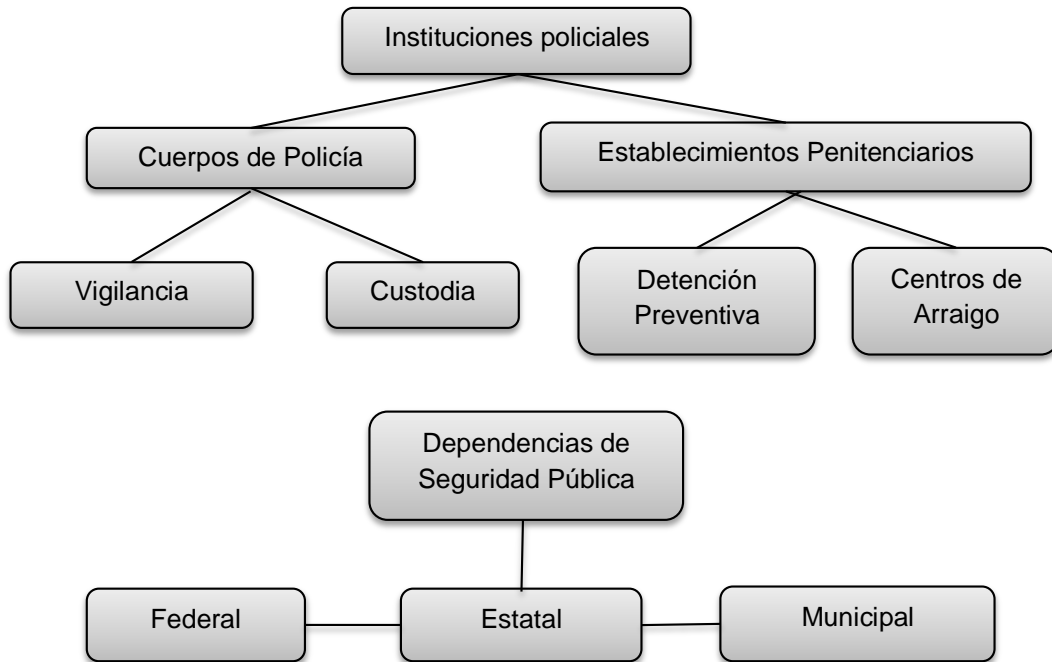 Instituciones policiales
Cuerpos de Policía
Establecimientos Penitenciarios
Vigilancia
Custodia
Detención
Preventiva
Centros de
Arraigo
Dependencias de
Seguridad Pública
Federal
Estatal
Municipal